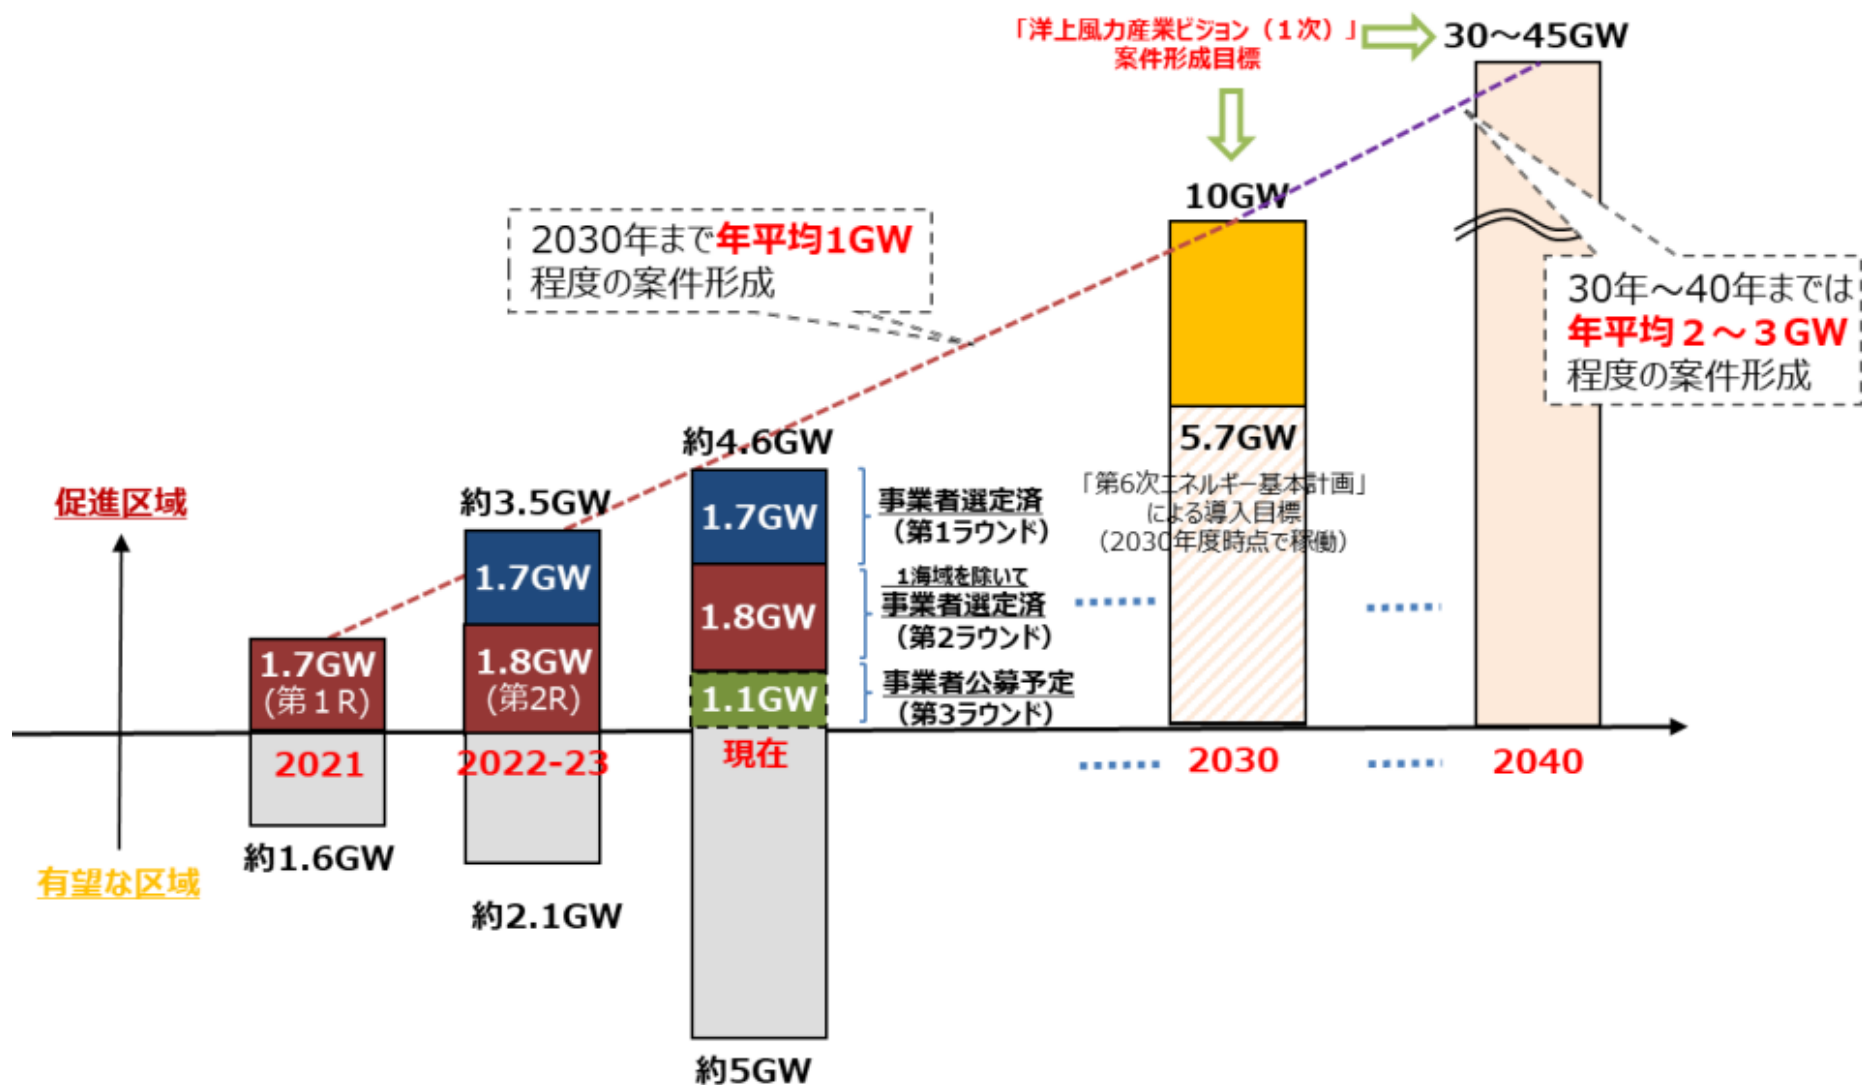 「洋上風力産業ビジョン（１次）」
案件形成目標
30～45GW
10GW
2030年まで年平均1GW
程度の案件形成
30年～40年までは
年平均２～３GW
程度の案件形成
促進区域
有望な区域
1.7GW
(第１R)
2021
約1.6GW
約3.5GW
1.7GW
1.8GW
(第2R)
2022-23
約2.1GW
約4.6GW
1.7GW
1.8GW
1.1GW
現在
約5GW
事業者選定済
（第1ラウンド）
1海域を除いて
事業者選定済
（第2ラウンド）
事業者公募予定
（第3ラウンド）
5.7GW
「第6次エネルギー基本計画」
による導入目標
（2030年度時点で稼働）
2030
2040